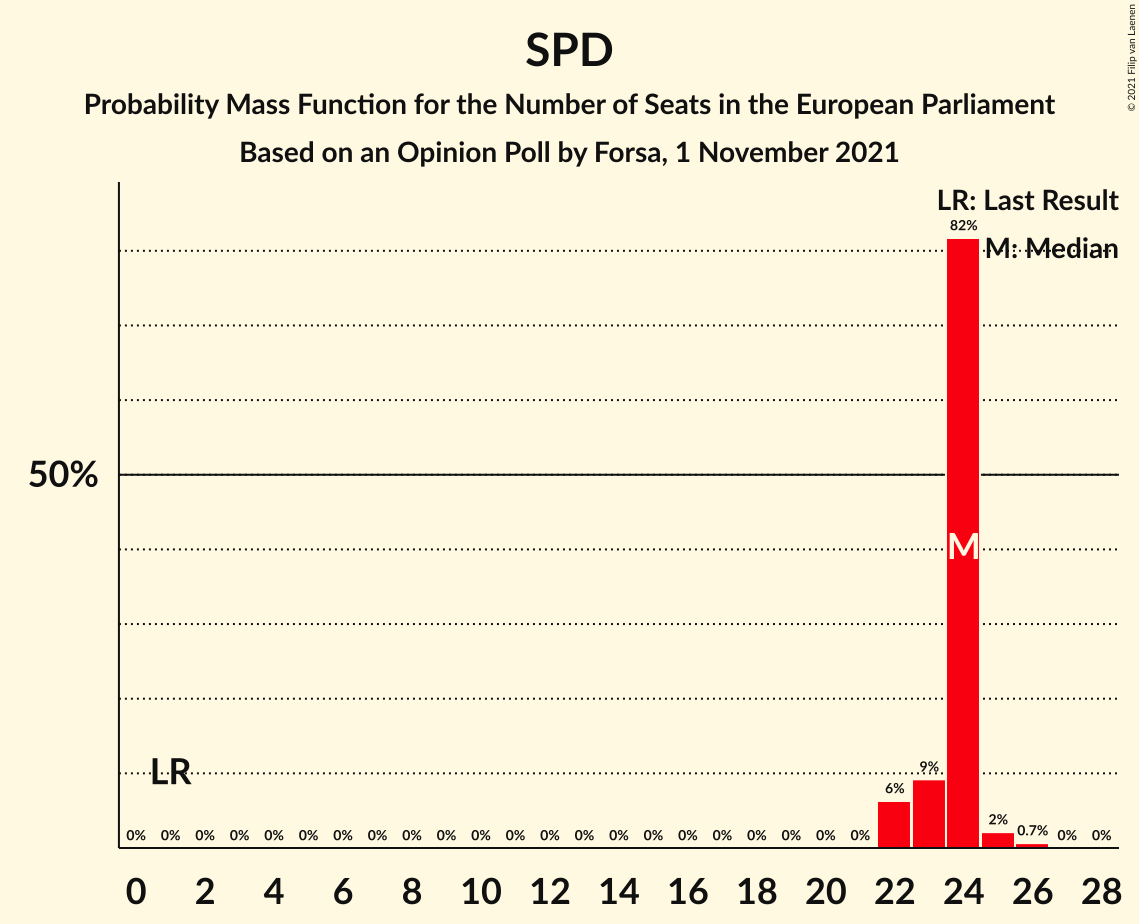 SPD
Probability Mass Function for the Number of Seats in the European Parliament
Based on an Opinion Poll by Forsa, 1 November 2021
© 2021 Filip van Laenen
LR: Last Result
M: Median
82%
50%
M
LR
9%
6%
2%
0.7%
0% 0% 0% 0% 0% 0% 0% 0% 0% 0% 0% 0% 0% 0% 0% 0% 0% 0% 0% 0% 0% 0% 0% 0%
0 2 4 6 8 10 12 14 16 18 20 22 24 26 28